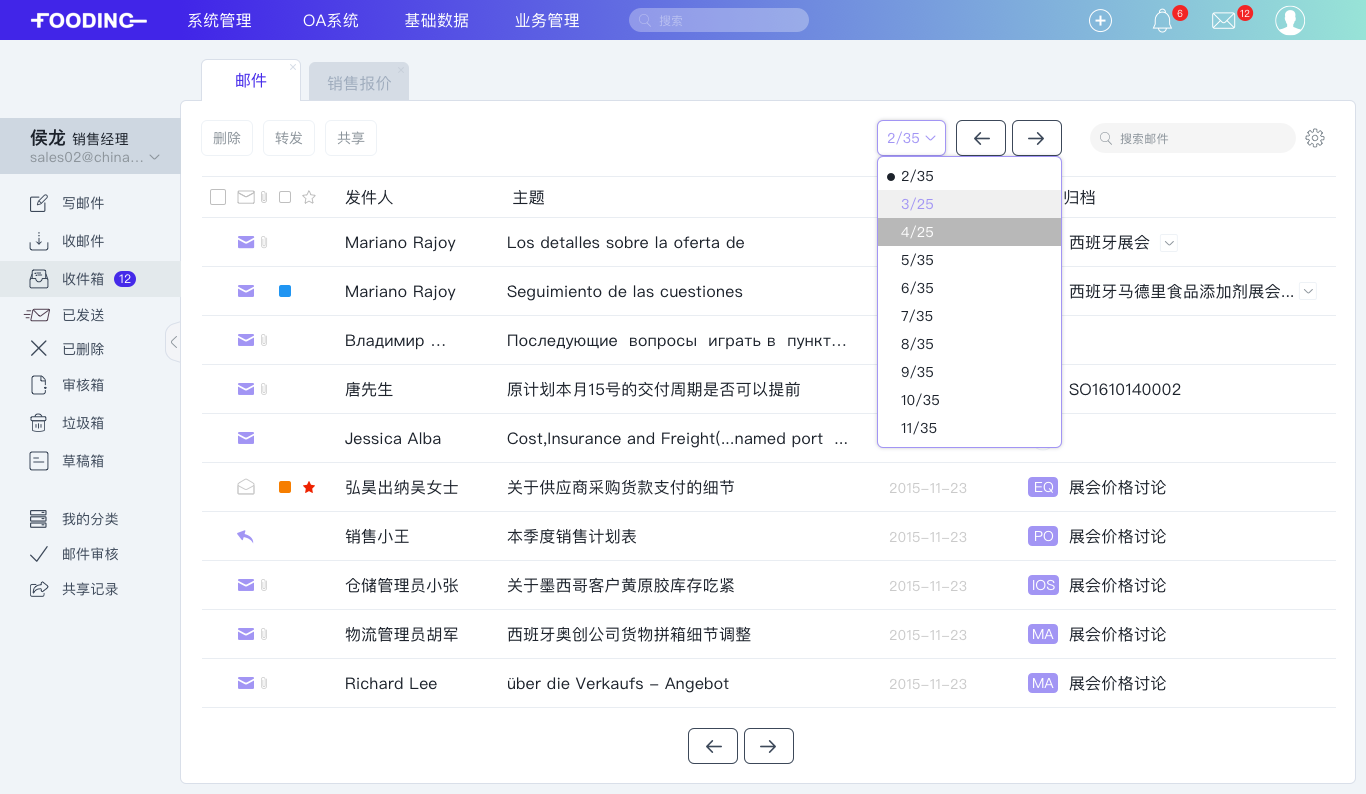 FOODINC
系统管理 OA系统 基础数据 业务管理 搜索 6 12
邮件 销售报价
侯龙 销售经理
sales02@china...
写邮件
收邮件
收件箱 12
已发送
已删除
审核箱
垃圾箱
草稿箱
我的分类
邮件审核
共享记录
删除 转发 共享 2/35 搜索邮件
2/35
3/25
4/25
5/35
6/35
7/35
8/35
9/35
10/35
11/35
发件人 主题 归档
Mariano Rajoy Los detalles sobre la oferta de 西班牙展会
Mariano Rajoy Seguimiento de las cuestiones 西班牙马德里食品添加剂展会...
Владимир ... Последующие вопросы играть в пункт...
唐先生 原计划本月15号的交付周期是否可以提前 SO1610140002
Jessica Alba Cost,Insurance and Freight(...named port ...
弘昊出纳吴女士 关于供应商采购货款支付的细节 2015-11-23 EQ 展会价格讨论
销售小王 本季度销售计划表 2015-11-23 PO 展会价格讨论
仓储管理员小张 关于墨西哥客户黄原胶库存吃紧 2015-11-23 IOS 展会价格讨论
物流管理员胡军 西班牙奥创公司货物拼箱细节调整 2015-11-23 MA 展会价格讨论
Richard Lee über die Verkaufs – Angebot 2015-11-23 MA 展会价格讨论